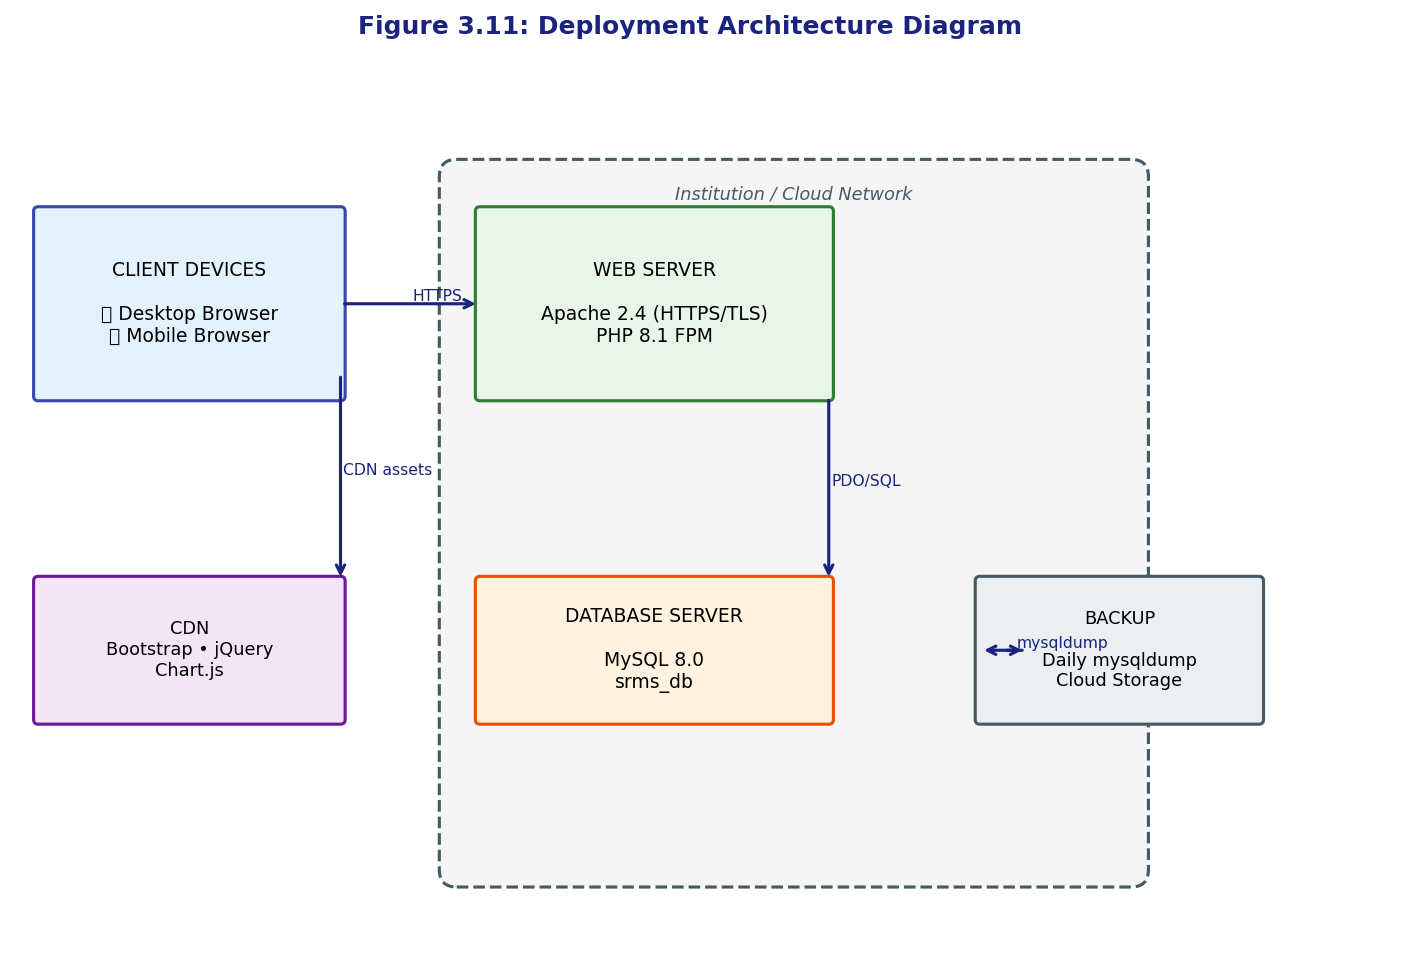 Figure 3.11: Deployment Architecture Diagram
Institution / Cloud Network
CLIENT DEVICES
Desktop Browser
Mobile Browser
HTTPS
WEB SERVER
Apache 2.4 (HTTPS/TLS)
PHP 8.1 FPM
CDN assets
PDO/SQL
CDN
Bootstrap • jQuery
Chart.js
DATABASE SERVER
MySQL 8.0
srms_db
BACKUP
mysqldump
Daily mysqldump
Cloud Storage